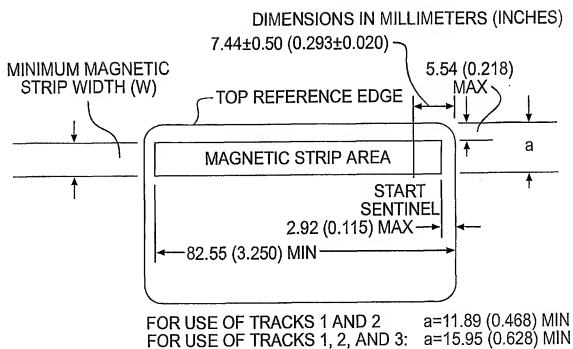 DIMENSIONS IN MILLIMETERS (INCHES)
7.44±0.50 (0.293±0.020)
MINIMUM MAGNETIC
STRIP WIDTH (W)
5.54 (0.218)
MAX
TOP REFERENCE EDGE
a
MAGNETIC STRIP AREA
START
SENTINEL
2.92 (0.115) MAX
82.55 (3.250) MIN
FOR USE OF TRACKS 1 AND 2 a=11.89 (0.468) MIN
FOR USE OF TRACKS 1, 2, AND 3: a=15.95 (0.628) MIN